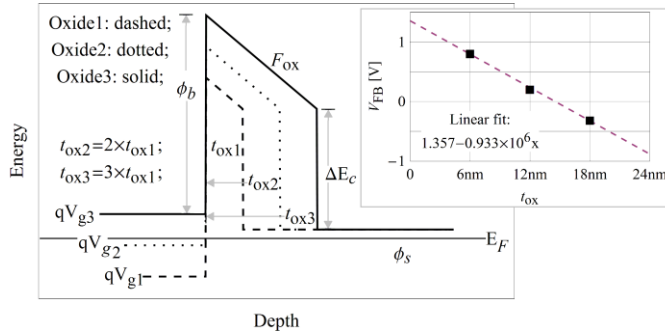 Oxide1: dashed;
Oxide2: dotted;
Oxide3: solid;
ϕb
Fox
tox2=2×tox1;
tox3=3×tox1;
tox1
tox2
tox3
ΔEc
qVg3
qVg2
qVg1
EF
ϕs
Energy
Depth
VFB [V]
1
0
−1
Linear fit:
1.357−0.933×10⁶x
0 6nm 12nm 18nm 24nm
tox